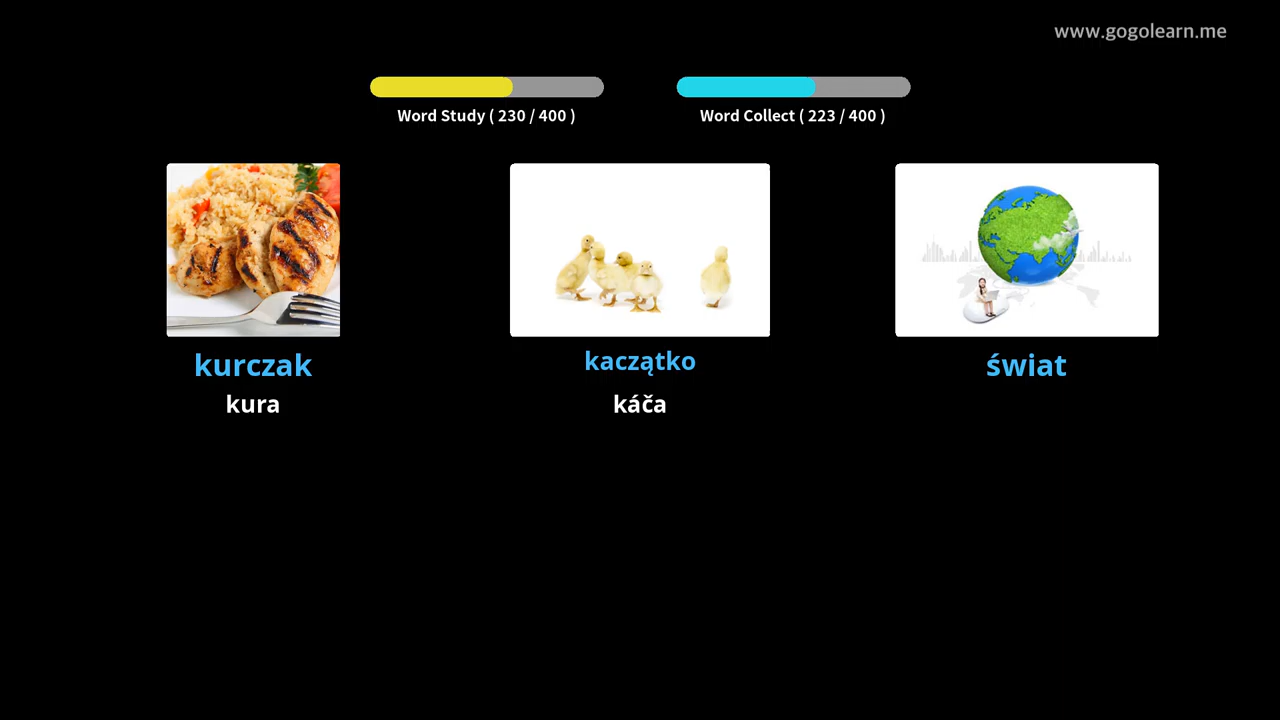 www.gogolearn.me
Word Study ( 230 / 400 )
Word Collect ( 223 / 400 )
kurczak
kaczątko
świat
kura
káča